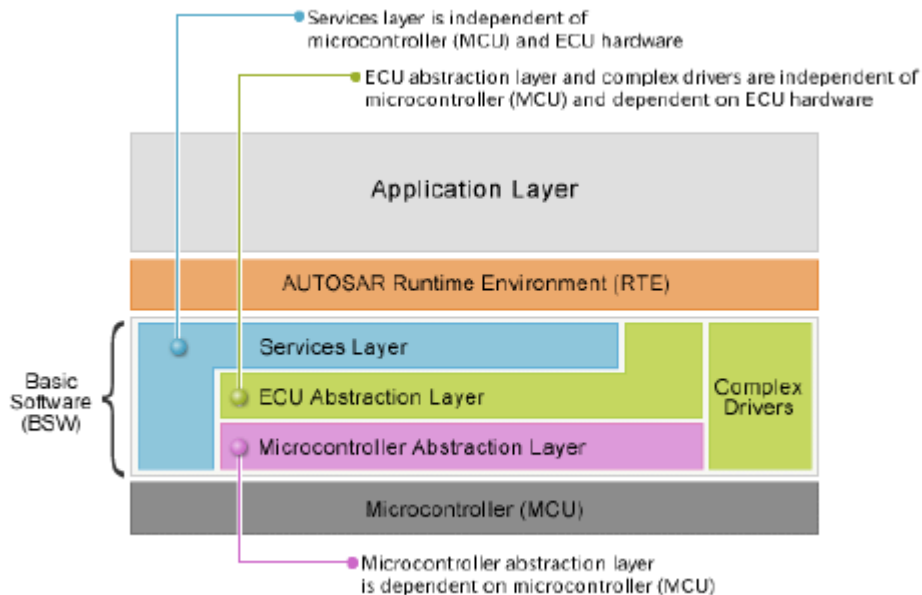 Services layer is independent of
microcontroller (MCU) and ECU hardware
ECU abstraction layer and complex drivers are independent of
microcontroller (MCU) and dependent on ECU hardware
Application Layer
AUTOSAR Runtime Environment (RTE)
Basic
Software
(BSW)
Services Layer
ECU Abstraction Layer
Microcontroller Abstraction Layer
Complex
Drivers
Microcontroller (MCU)
Microcontroller abstraction layer
is dependent on microcontroller (MCU)